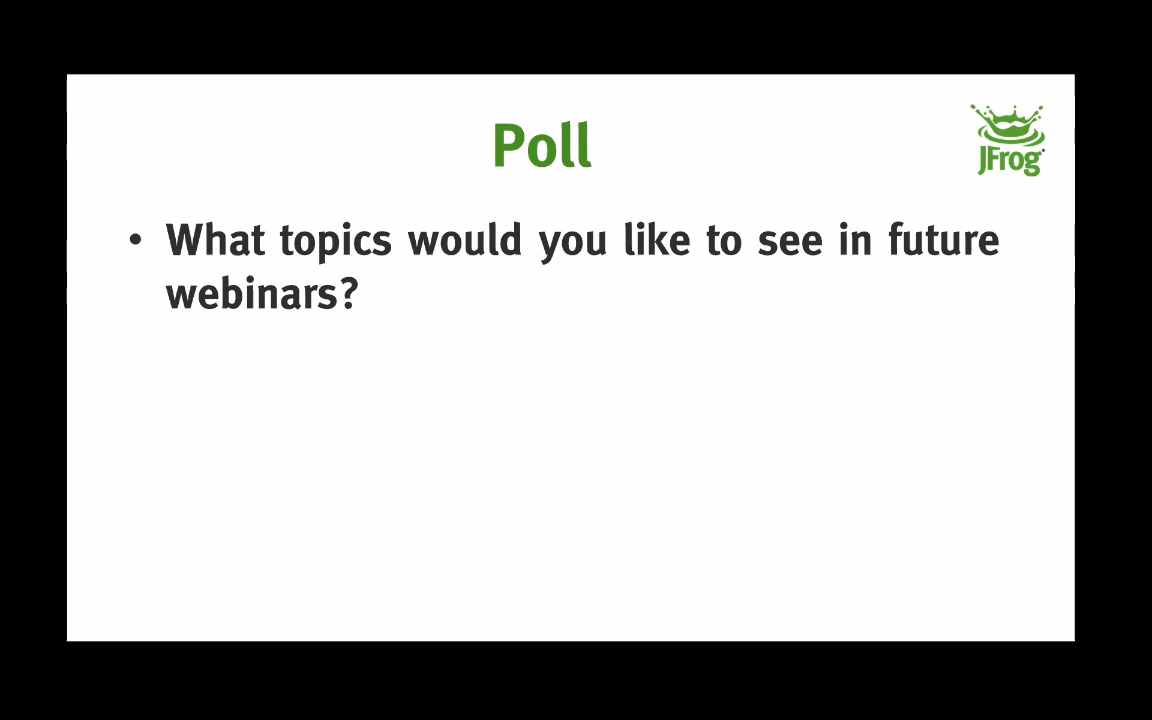 Poll
JFrog
• What topics would you like to see in future
webinars?